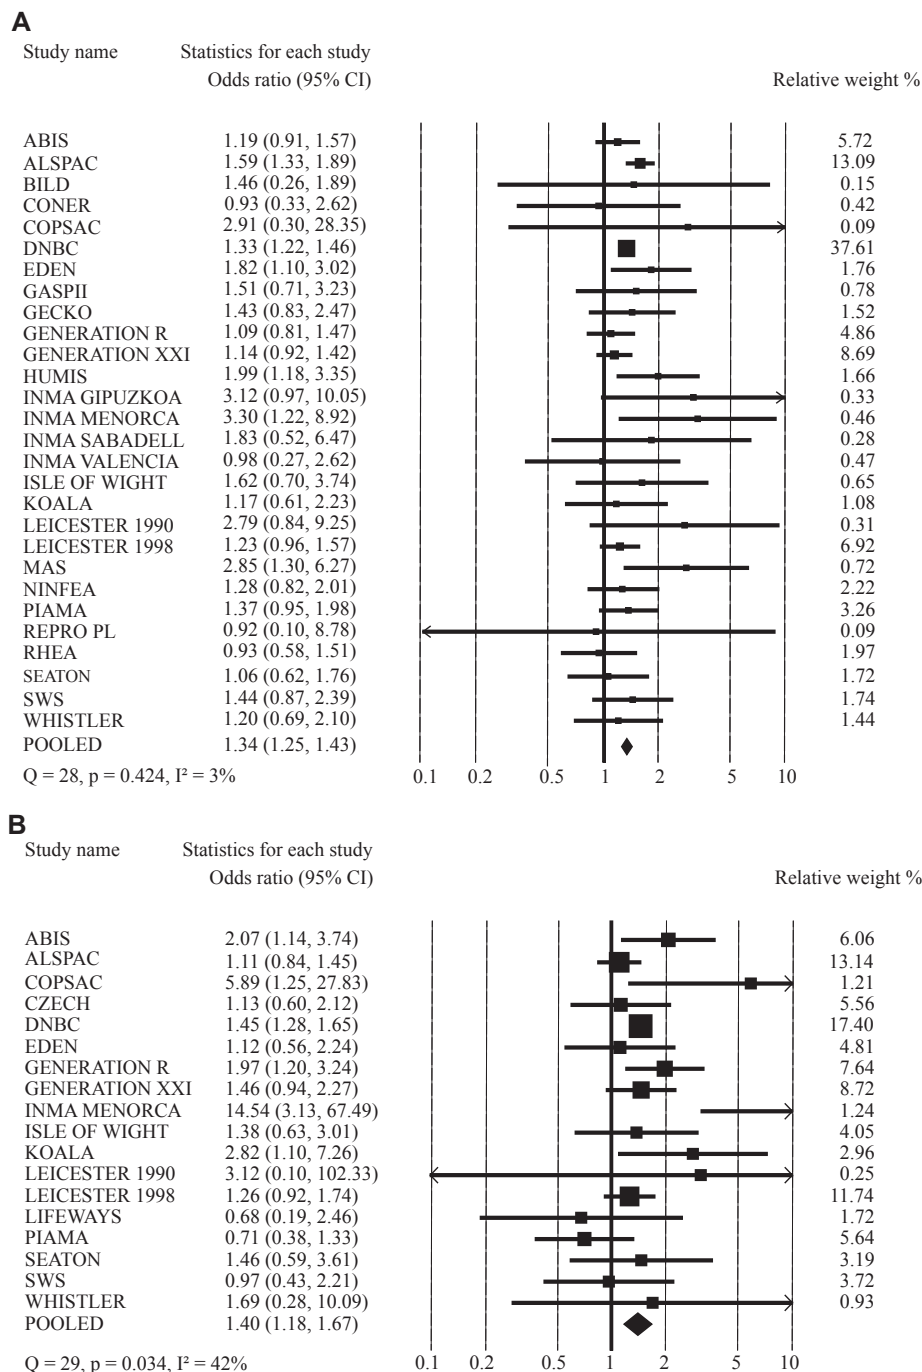 A
Study name Statistics for each study
Odds ratio (95% CI) Relative weight %
ABIS 1.19 (0.91, 1.57) 5.72
ALSPAC 1.59 (1.33, 1.89) 13.09
BILD 1.46 (0.26, 1.89) 0.15
CONER 0.93 (0.33, 2.62) 0.42
COPSAC 2.91 (0.30, 28.35) 0.09
DNBC 1.33 (1.22, 1.46) 37.61
EDEN 1.82 (1.10, 3.02) 1.76
GASPII 1.51 (0.71, 3.23) 0.78
GECKO 1.43 (0.83, 2.47) 1.52
GENERATION R 1.09 (0.81, 1.47) 4.86
GENERATION XXI 1.14 (0.92, 1.42) 8.69
HUMIS 1.99 (1.18, 3.35) 1.66
INMA GIPUZKOA 3.12 (0.97, 10.05) 0.33
INMA MENORCA 3.30 (1.22, 8.92) 0.46
INMA SABADELL 1.83 (0.52, 6.47) 0.28
INMA VALENCIA 0.98 (0.27, 2.62) 0.47
ISLE OF WIGHT 1.62 (0.70, 3.74) 0.65
KOALA 1.17 (0.61, 2.23) 1.08
LEICESTER 1990 2.79 (0.84, 9.25) 0.31
LEICESTER 1998 1.23 (0.96, 1.57) 6.92
MAS 2.85 (1.30, 6.27) 0.72
NINFEA 1.28 (0.82, 2.01) 2.22
PIAMA 1.37 (0.95, 1.98) 3.26
REPRO PL 0.92 (0.10, 8.78) 0.09
RHEA 0.93 (0.58, 1.51) 1.97
SEATON 1.06 (0.62, 1.76) 1.72
SWS 1.44 (0.87, 2.39) 1.74
WHISTLER 1.20 (0.69, 2.10) 1.44
POOLED 1.34 (1.25, 1.43)
Q = 28, p = 0.424, I² = 3% 0.1 0.2 0.5 1 2 5 10
B
Study name Statistics for each study
Odds ratio (95% CI) Relative weight %
ABIS 2.07 (1.14, 3.74) 6.06
ALSPAC 1.11 (0.84, 1.45) 13.14
COPSAC 5.89 (1.25, 27.83) 1.21
CZECH 1.13 (0.60, 2.12) 5.56
DNBC 1.45 (1.28, 1.65) 17.40
EDEN 1.12 (0.56, 2.24) 4.81
GENERATION R 1.97 (1.20, 3.24) 7.64
GENERATION XXI 1.46 (0.94, 2.27) 8.72
INMA MENORCA 14.54 (3.13, 67.49) 1.24
ISLE OF WIGHT 1.38 (0.63, 3.01) 4.05
KOALA 2.82 (1.10, 7.26) 2.96
LEICESTER 1990 3.12 (0.10, 102.33) 0.25
LEICESTER 1998 1.26 (0.92, 1.74) 11.74
LIFEWAYS 0.68 (0.19, 2.46) 1.72
PIAMA 0.71 (0.38, 1.33) 5.64
SEATON 1.46 (0.59, 3.61) 3.19
SWS 0.97 (0.43, 2.21) 3.72
WHISTLER 1.69 (0.28, 10.09) 0.93
POOLED 1.40 (1.18, 1.67)
Q = 29, p = 0.034, I² = 42% 0.1 0.2 0.5 1 2 5 10